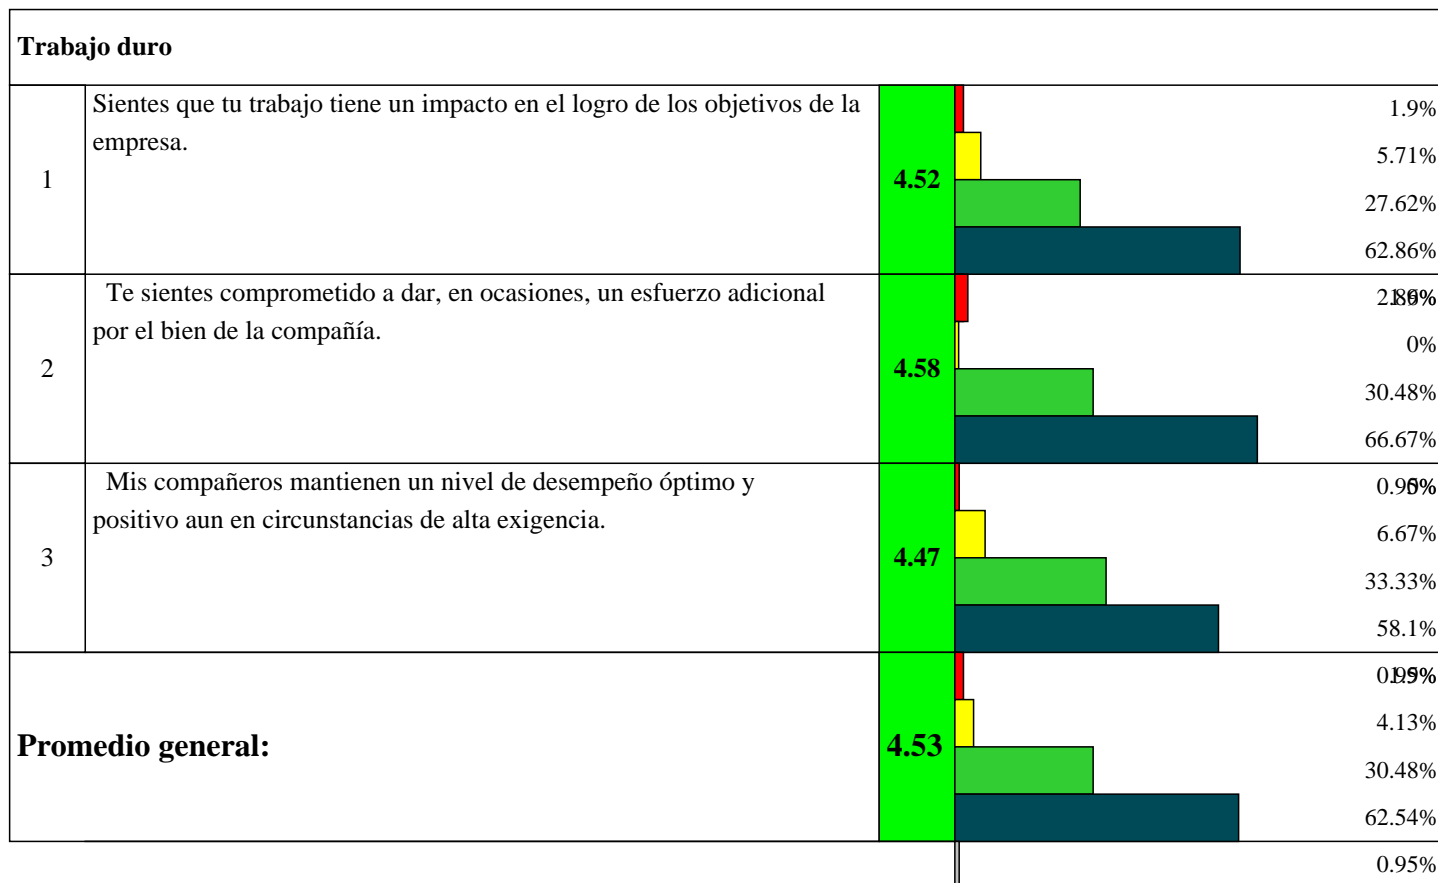 Trabajo duro
1
Sientes que tu trabajo tiene un impacto en el logro de los objetivos de la
empresa.
4.52
1.9%
5.71%
27.62%
62.86%
2
Te sientes comprometido a dar, en ocasiones, un esfuerzo adicional
por el bien de la compañía.
4.58
0%
30.48%
66.67%
3
Mis compañeros mantienen un nivel de desempeño óptimo y
positivo aun en circunstancias de alta exigencia.
4.47
6.67%
33.33%
58.1%
Promedio general:
4.53
4.13%
30.48%
62.54%
0.95%